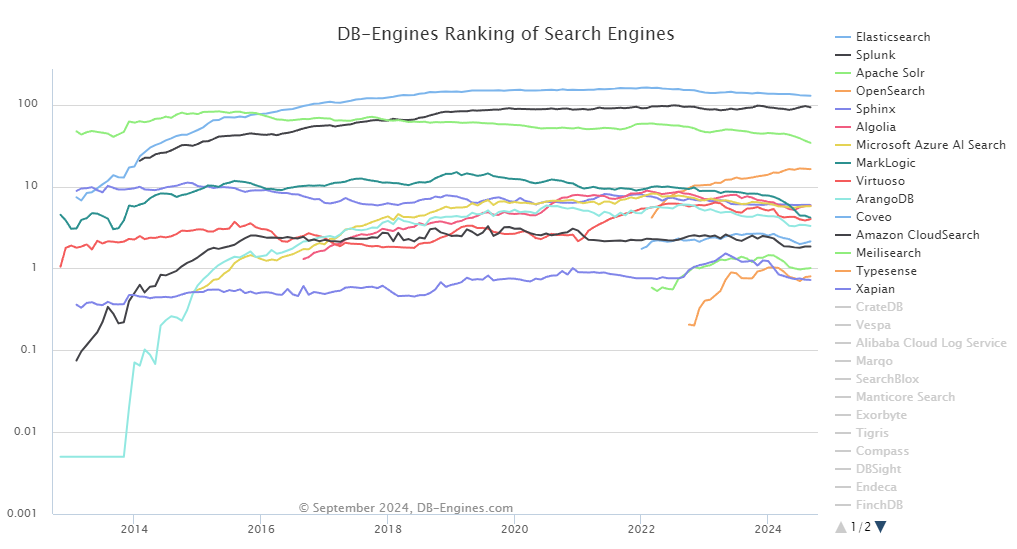 DB-Engines Ranking of Search Engines
100
10
1
0.1
0.01
0.001
2014
2016
2018
2020
2022
2024
© September 2024, DB-Engines.com
Elasticsearch
Splunk
Apache Solr
OpenSearch
Sphinx
Algolia
Microsoft Azure AI Search
MarkLogic
Virtuoso
ArangoDB
Coveo
Amazon CloudSearch
Meilisearch
Typesense
Xapian
CrateDB
Vespa
Alibaba Cloud Log Service
Marqo
SearchBlox
Manticore Search
Exorbyte
Tigris
Compass
DBSight
Endeca
FinchDB
1/2